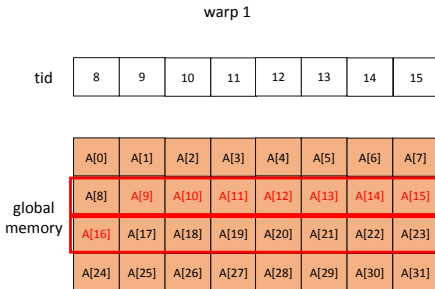 warp 1
tid 8 9 10 11 12 13 14 15
A[0] A[1] A[2] A[3] A[4] A[5] A[6] A[7]
A[8] A[9] A[10] A[11] A[12] A[13] A[14] A[15]
global
memory
A[16] A[17] A[18] A[19] A[20] A[21] A[22] A[23]
A[24] A[25] A[26] A[27] A[28] A[29] A[30] A[31]